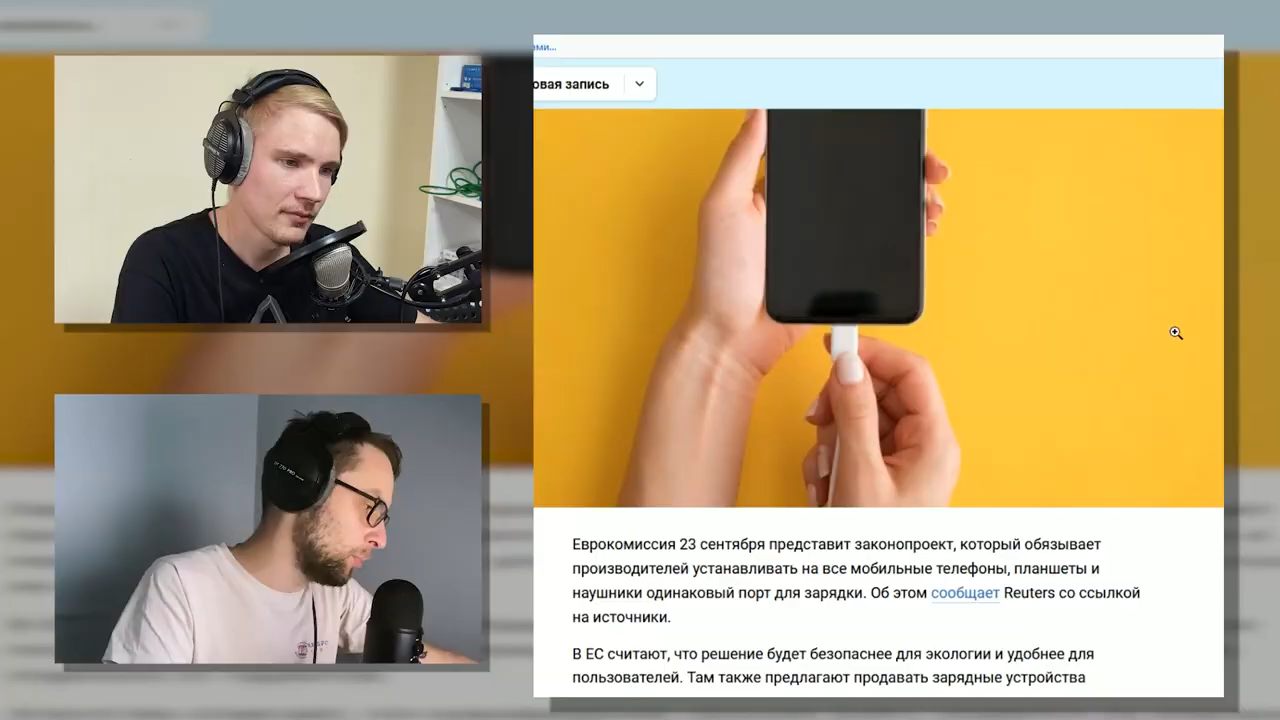 ами...
овая запись
Еврокомиссия 23 сентября представит законопроект, который обязывает
производителей устанавливать на все мобильные телефоны, планшеты и
наушники одинаковый порт для зарядки. Об этом сообщает Reuters со ссылкой
на источники.
В ЕС считают, что решение будет безопаснее для экологии и удобнее для
пользователей. Там также предлагают продавать зарядные устройства